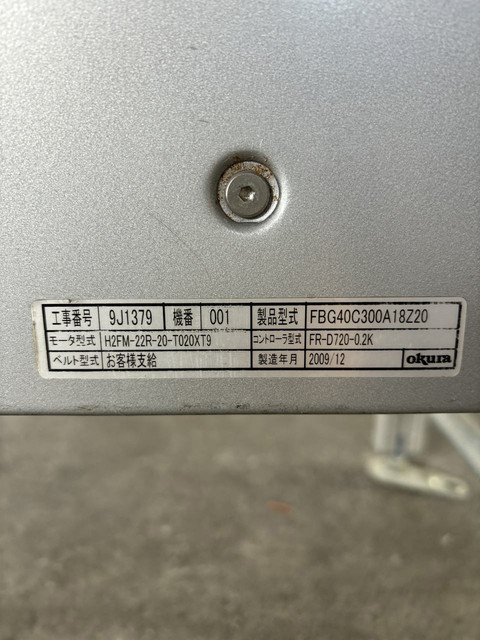 工事番号 9J1379 機番 001 製品型式 FBG40C300A18Z20
モータ型式 H2FM-22R-20-T020XT9 コントローラ型式 FR-D720-0.2K
ベルト型式 お客様支給 製造年月 2009/12 okura